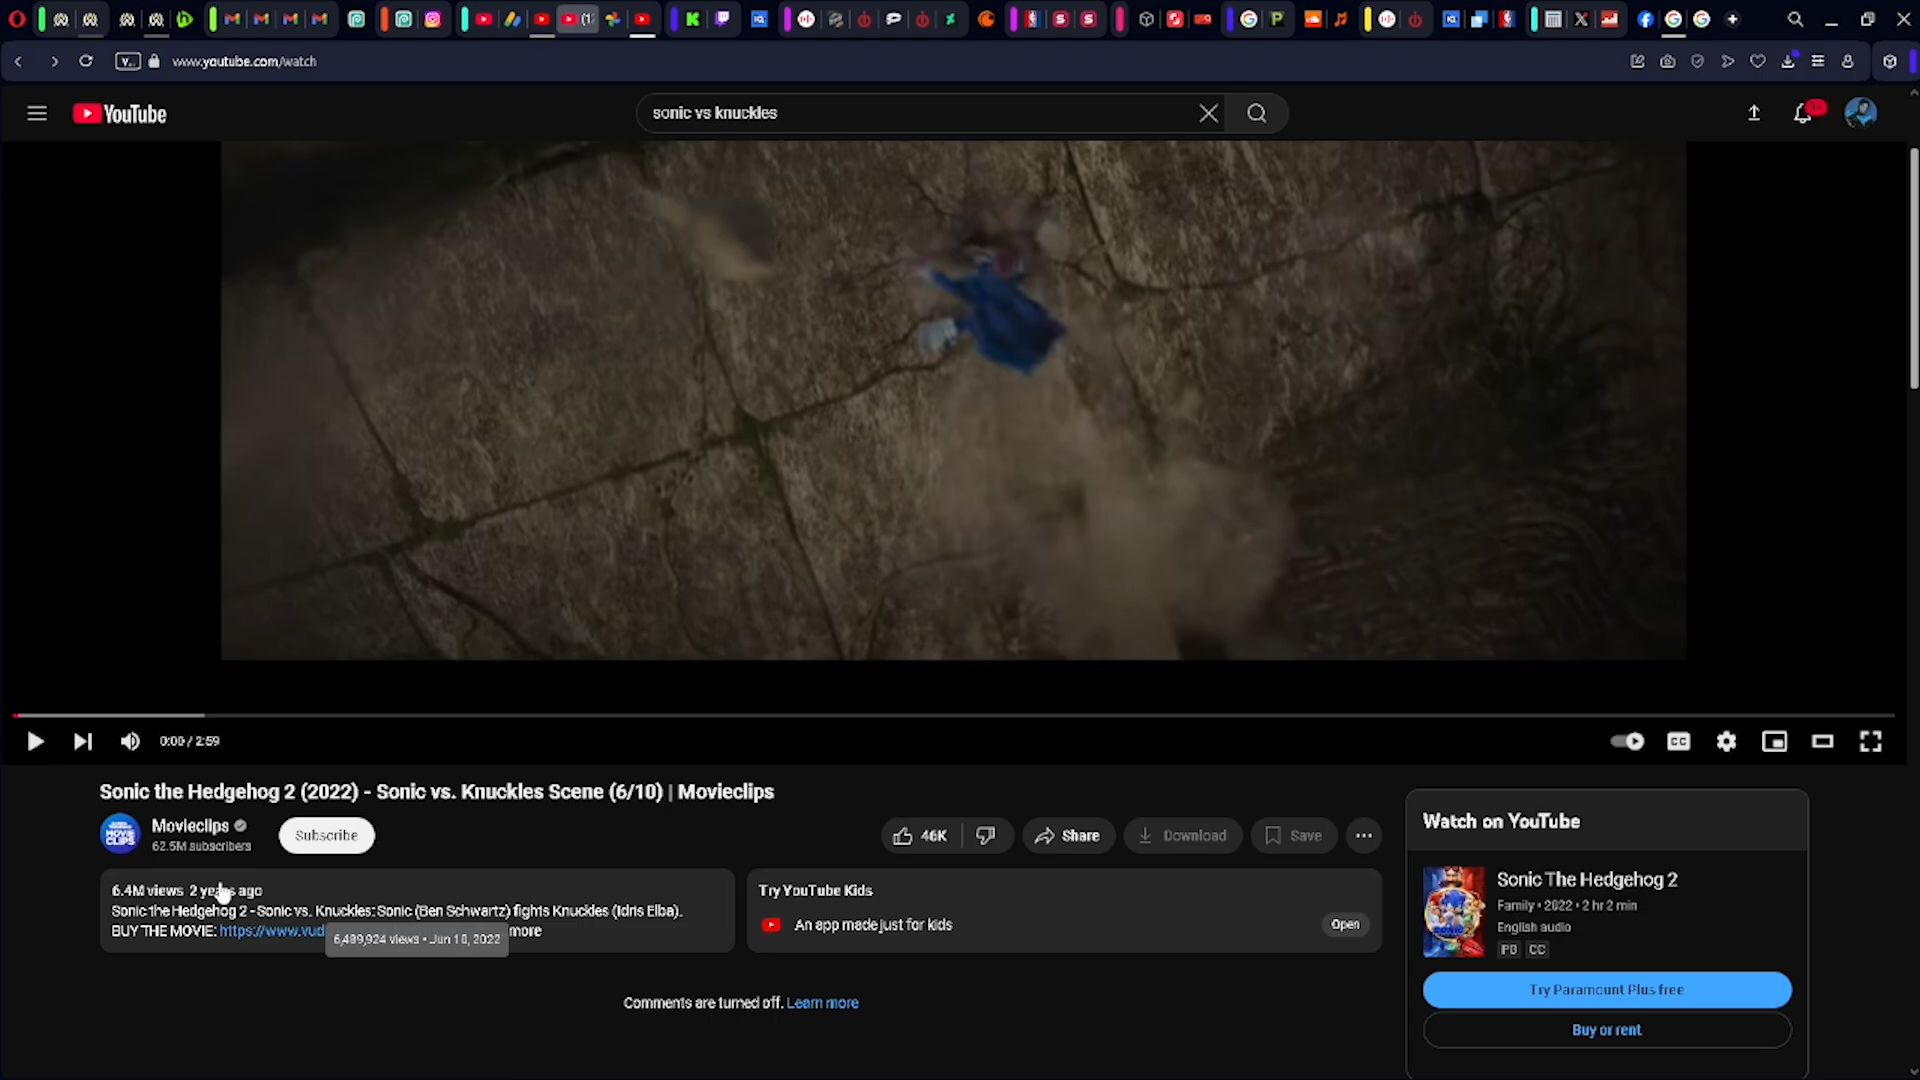 www.youtube.com/watch
YouTube
sonic vs knuckles
0:00 / 2:59
CC
Sonic the Hedgehog 2 (2022) - Sonic vs. Knuckles Scene (6/10) | Movieclips
MOVIE CLIPS
Movieclips
62.5M subscribers
Subscribe
46K
Share
Download
Save
6.4M views 2 years ago
Sonic the Hedgehog 2 - Sonic vs. Knuckles: Sonic (Ben Schwartz) fights Knuckles (Idris Elba).
BUY THE MOVIE: https://www.vud more
6,489,924 views • Jun 10, 2022
Try YouTube Kids
An app made just for kids
Open
Comments are turned off. Learn more
Watch on YouTube
Sonic The Hedgehog 2
Family • 2022 • 2 hr 2 min
English audio
PG CC
Try Paramount Plus free
Buy or rent